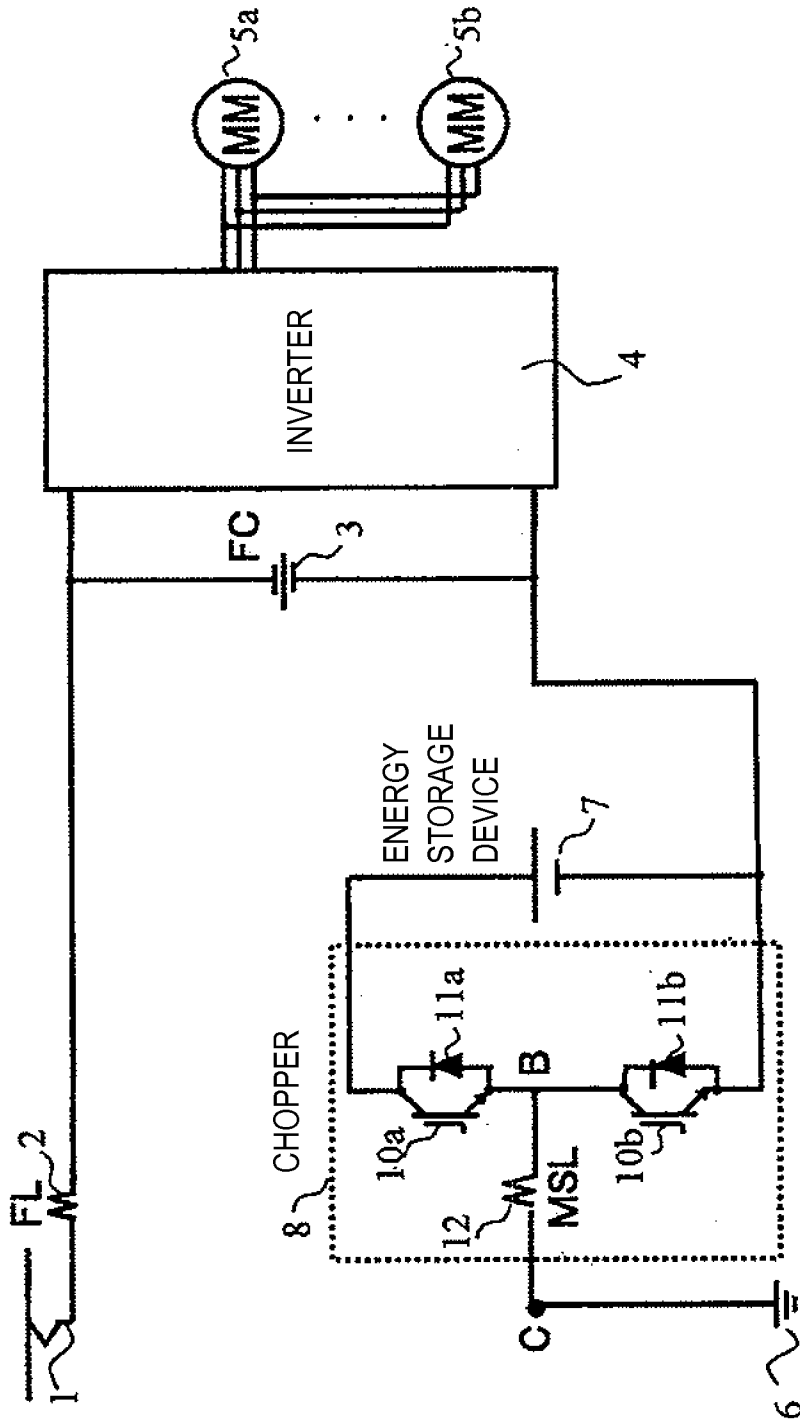 FL
1
2
FC
3
INVERTER
4
MM
5a
MM
5b
CHOPPER
8
ENERGY
STORAGE
DEVICE
7
10a
11a
B
12
MSL
10b
11b
C
6